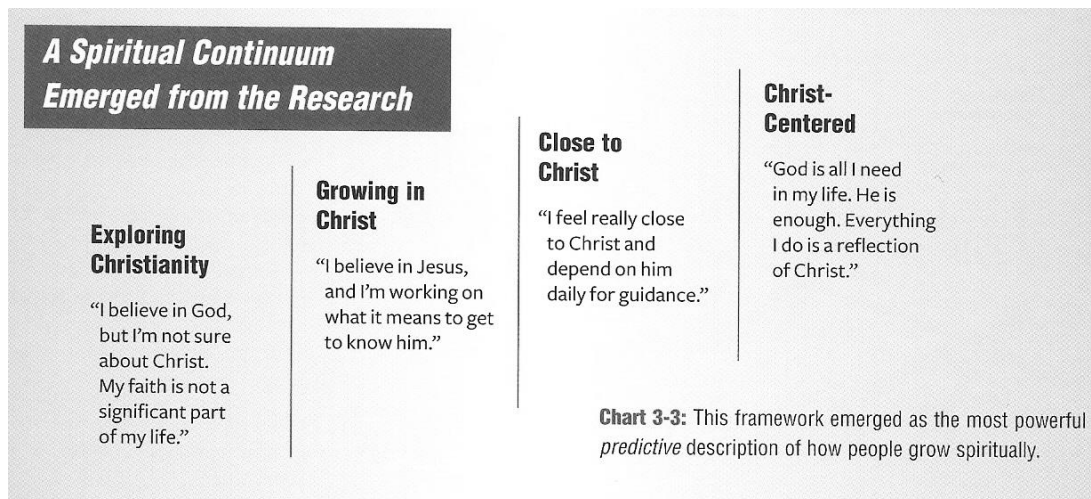 A Spiritual Continuum
Emerged from the Research
Exploring
Christianity
“I believe in God,
but I’m not sure
about Christ.
My faith is not a
significant part
of my life.”
Growing in
Christ
“I believe in Jesus,
and I’m working on
what it means to get
to know him.”
Close to
Christ
“I feel really close
to Christ and
depend on him
daily for guidance.”
Christ-
Centered
“God is all I need
in my life. He is
enough. Everything
I do is a reflection
of Christ.”
Chart 3-3: This framework emerged as the most powerful
predictive description of how people grow spiritually.